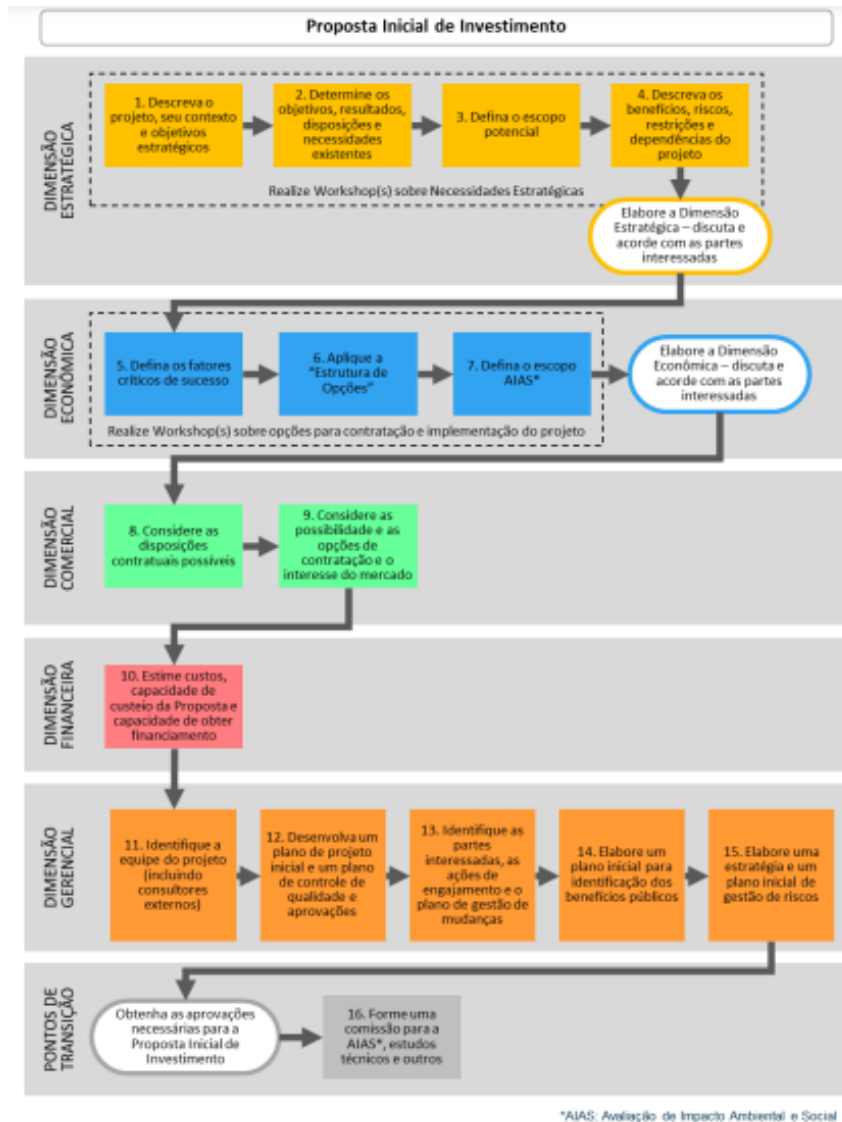 Proposta Inicial de Investimento
DIMENSÃO
ESTRATÉGICA
1. Descreva o
projeto, seu contexto
e objetivos
estratégicos
2. Determine os
objetivos, resultados,
disposições e
necessidades
existentes
3. Defina o escopo
potencial
4. Descreva os
benefícios, riscos,
restrições e
dependências do
projeto
Realize Workshop(s) sobre Necessidades Estratégicas
Elabore a Dimensão
Estratégica – discuta e
acorde com as partes
interessadas
DIMENSÃO
ECONÔMICA
5. Defina os fatores
críticos de sucesso
6. Aplique a
"Estrutura de
Opções"
7. Defina o escopo
AIAS*
Elabore a Dimensão
Econômica – discuta e
acorde com as partes
interessadas
Realize Workshop(s) sobre opções para contratação e implementação do projeto
DIMENSÃO
COMERCIAL
8. Considere as
disposições
contratuais possíveis
9. Considere as
possibilidade e as
opções de
contratação e o
interesse do mercado
DIMENSÃO
FINANCEIRA
10. Estime custos,
capacidade de
custeio da Proposta e
capacidade de obter
financiamento
DIMENSÃO
GERENCIAL
11. Identifique a
equipe do projeto
(incluindo
consultores
externos)
12. Desenvolva um
plano de projeto
inicial e um plano
de controle de
qualidade e
aprovações
13. Identifique as
partes
interessadas, as
ações de
engajamento e o
plano de gestão de
mudanças
14. Elabore um
plano inicial para
identificação dos
benefícios públicos
15. Elabore uma
estratégia e um
plano inicial de
gestão de riscos
PONTOS DE
TRANSIÇÃO
Obtenha as aprovações
necessárias para a
Proposta Inicial de
Investimento
16. Forme uma
comissão para a
AIAS*, estudos
técnicos e outros
*AIAS: Avaliação de Impacto Ambiental e Social